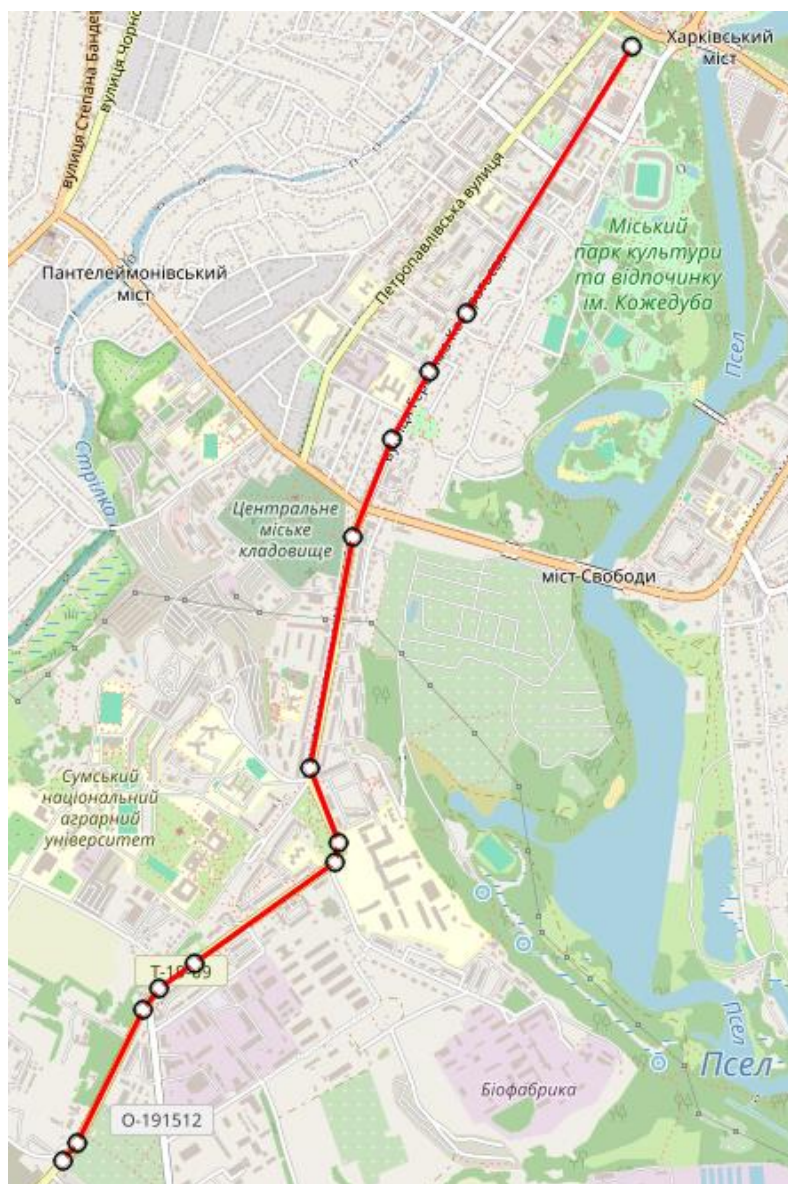 Харківський
міст
вулиця Степана Бандер
вулиця Чорно
Петропавлівська вулиця
Міський
парк культури
та відпочинку
ім. Кожедуба
Пантелеймонівський
міст
Псел
Стрілка
Центральне
міське
кладовище
міст Свободи
Сумський
національний
аграрний
університет
Псел
Псел
Біофабрика
О-191512